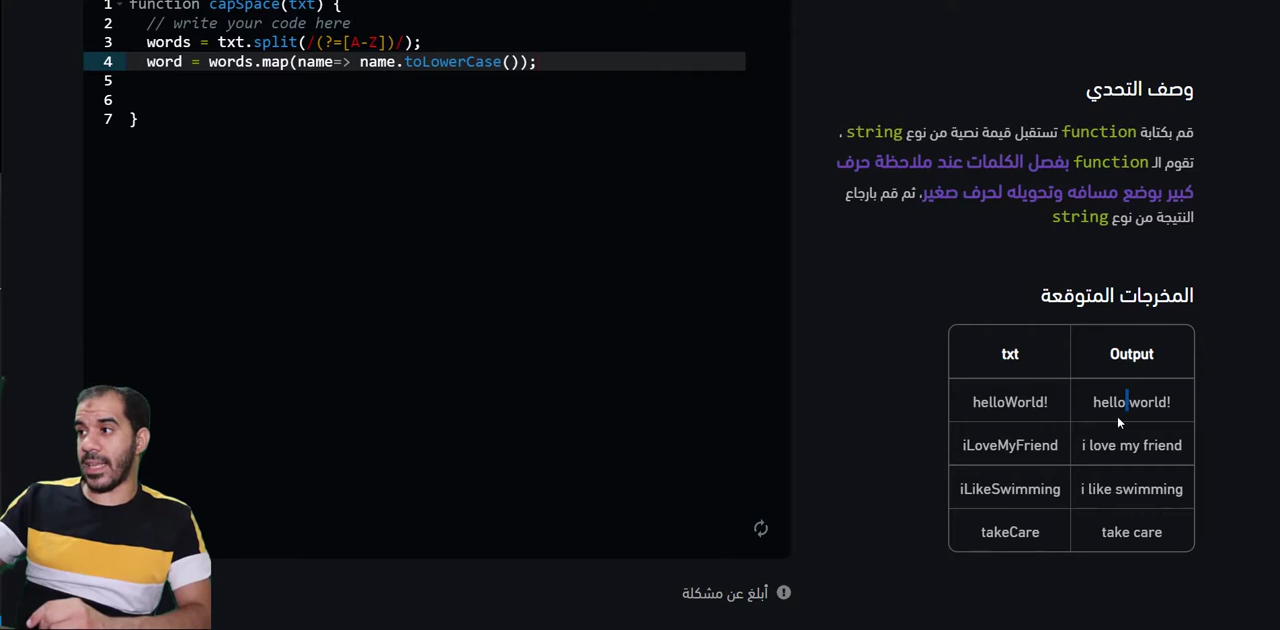 1 function capSpace(txt) {
2 // write your code here
3 words = txt.split(/(?=[A-Z])/);
4 word = words.map(name=> name.toLowerCase());
5
6
7 }
وصف التحدي
قم بكتابة function تستقبل قيمة نصية من نوع string ،
تقوم الـ function بفصل الكلمات عند ملاحظة حرف
كبير بوضع مسافه وتحويله لحرف صغير، ثم قم بارجاع
النتيجة من نوع string
المخرجات المتوقعة
txt Output
helloWorld! hello world!
iLoveMyFriend i love my friend
iLikeSwimming i like swimming
takeCare take care
أبلغ عن مشكلة